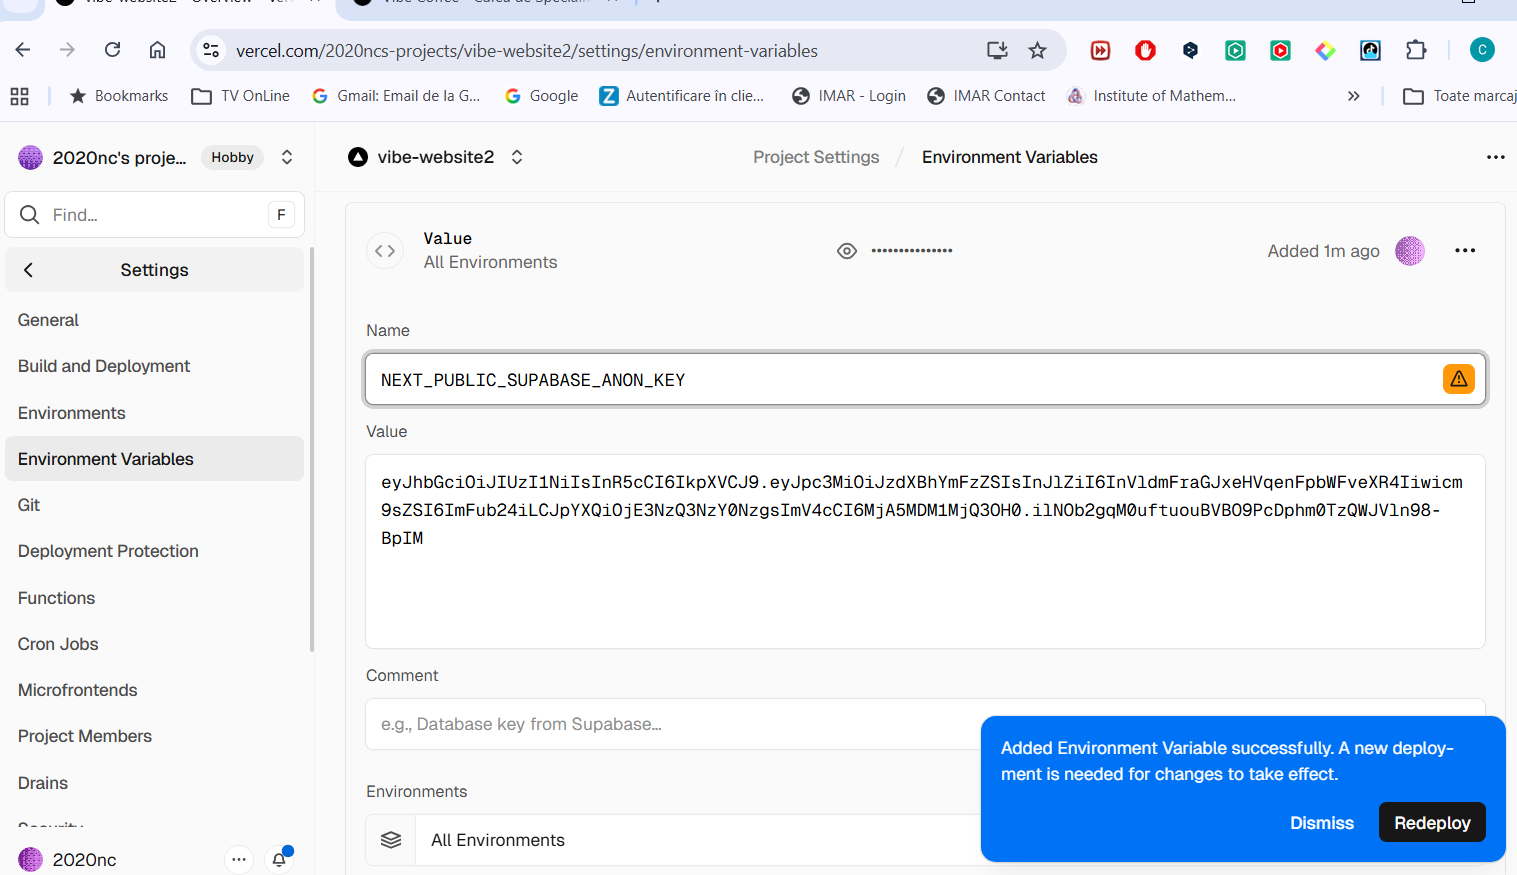 vercel.com/2020ncs-projects/vibe-website2/settings/environment-variables
C
Bookmarks
TV OnLine
Gmail: Email de la G...
Google
Autentificare în clie...
IMAR - Login
IMAR Contact
Institute of Mathem...
Toate marcaj
2020nc's proje...
Hobby
vibe-website2
Project Settings / Environment Variables
Find...
F
Settings
General
Build and Deployment
Environments
Environment Variables
Git
Deployment Protection
Functions
Cron Jobs
Microfrontends
Project Members
Drains
2020nc
Value
All Environments
Added 1m ago
Name
NEXT_PUBLIC_SUPABASE_ANON_KEY
Value
eyJhbGciOiJIUzI1NiIsInR5cCI6IkpXVCJ9.eyJpc3MiOiJzdXBhYmFzZSIsInJlZiI6InVldmFraGJxeHVqenFpbWFveXR4Iiwicm
9sZSI6ImFub24iLCJpYXQiOjE3NzQ3NzY0NzgsImV4cCI6MjA5MDM1MjQ3OH0.ilNOb2gqM0uftuouBVBO9PcDphm0TzQWJVln98-
BpIM
Comment
e.g., Database key from Supabase...
Environments
All Environments
Added Environment Variable successfully. A new deploy-
ment is needed for changes to take effect.
Dismiss
Redeploy